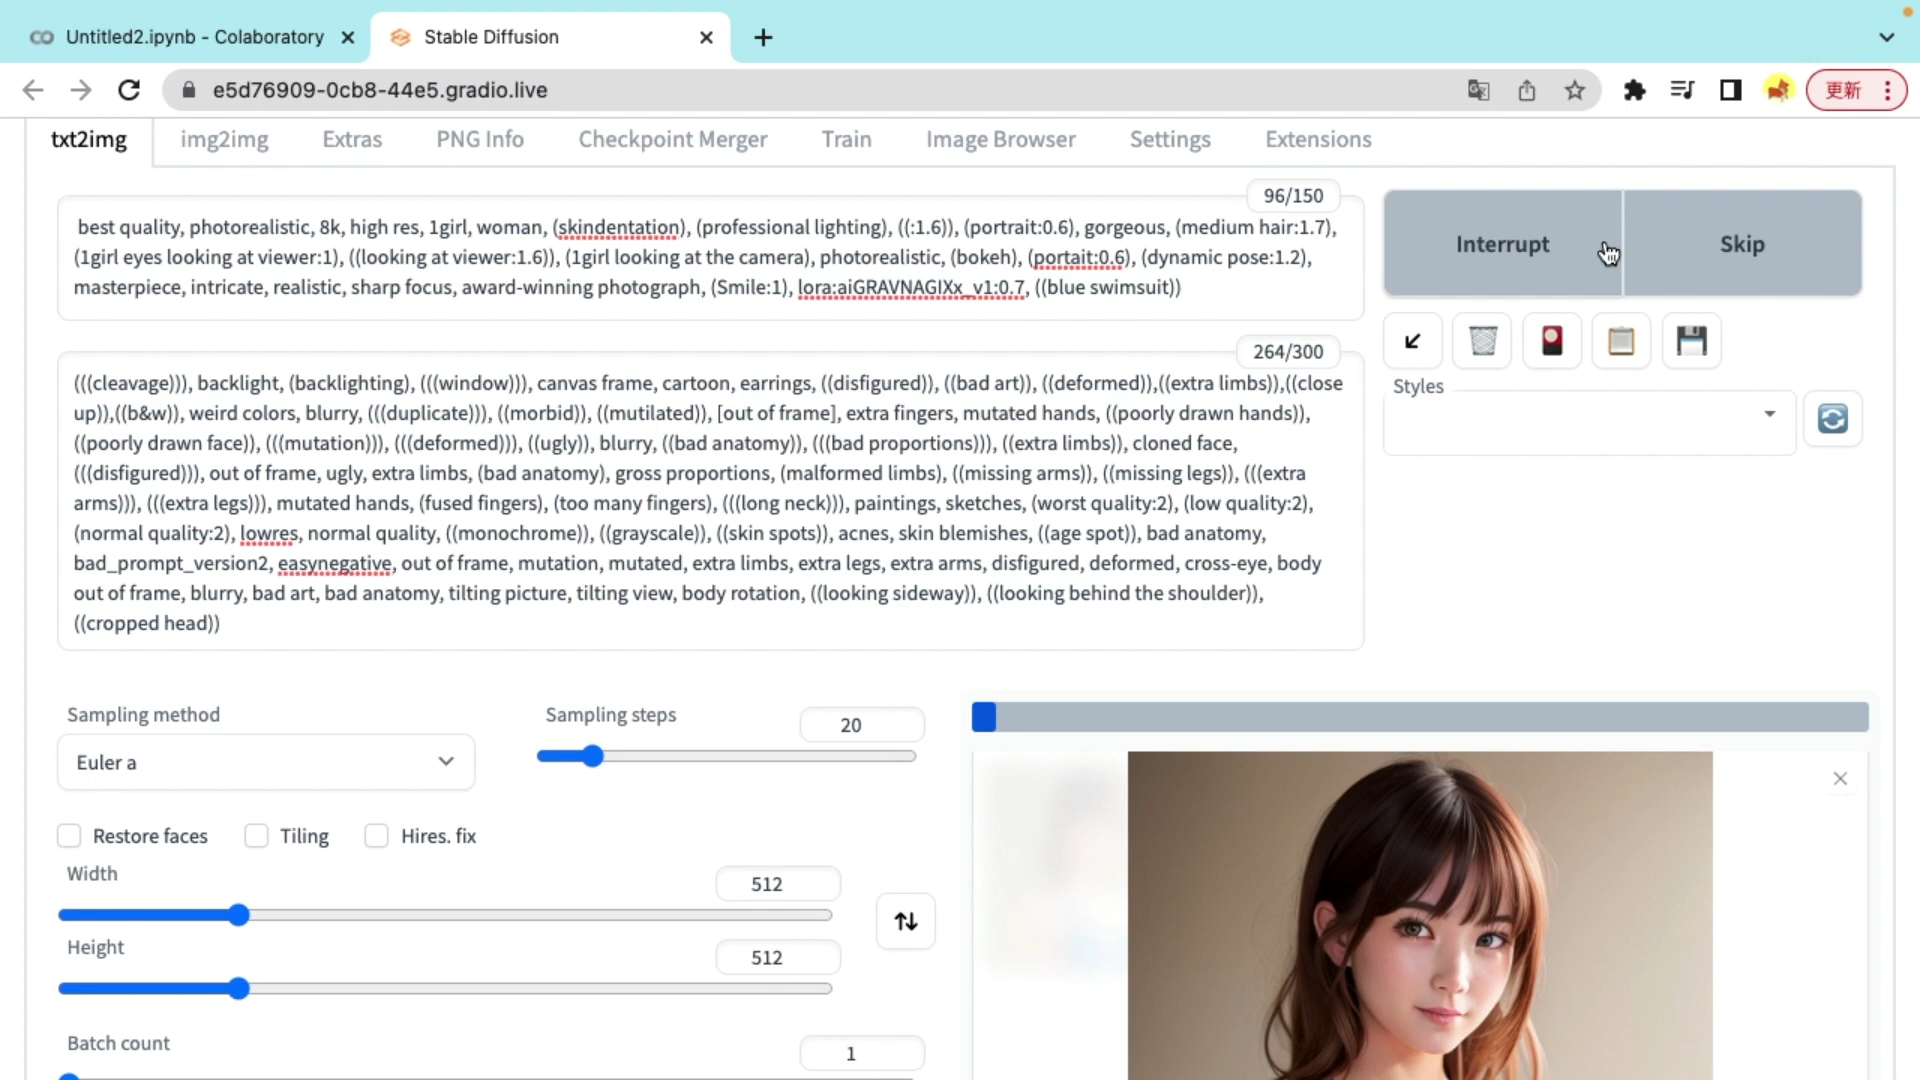 Untitled2.ipynb - Colaboratory
Stable Diffusion
e5d76909-0cb8-44e5.gradio.live
更新
txt2img
img2img
Extras
PNG Info
Checkpoint Merger
Train
Image Browser
Settings
Extensions
96/150
best quality, photorealistic, 8k, high res, 1girl, woman, (skindentation), (professional lighting), ((:1.6)), (portrait:0.6), gorgeous, (medium hair:1.7),
(1girl eyes looking at viewer:1), ((looking at viewer:1.6)), (1girl looking at the camera), photorealistic, (bokeh), (portait:0.6), (dynamic pose:1.2),
masterpiece, intricate, realistic, sharp focus, award-winning photograph, (Smile:1), lora:aiGRAVNAGIXx_v1:0.7, ((blue swimsuit))
Interrupt
Skip
264/300
(((cleavage))), backlight, (backlighting), (((window))), canvas frame, cartoon, earrings, ((disfigured)), ((bad art)), ((deformed)),((extra limbs)),((close
up)),((b&w)), weird colors, blurry, (((duplicate))), ((morbid)), ((mutilated)), [out of frame], extra fingers, mutated hands, ((poorly drawn hands)),
((poorly drawn face)), (((mutation))), (((deformed))), ((ugly)), blurry, ((bad anatomy)), (((bad proportions))), ((extra limbs)), cloned face,
(((disfigured))), out of frame, ugly, extra limbs, (bad anatomy), gross proportions, (malformed limbs), ((missing arms)), ((missing legs)), (((extra
arms))), (((extra legs))), mutated hands, (fused fingers), (too many fingers), (((long neck))), paintings, sketches, (worst quality:2), (low quality:2),
(normal quality:2), lowres, normal quality, ((monochrome)), ((grayscale)), ((skin spots)), acnes, skin blemishes, ((age spot)), bad anatomy,
bad_prompt_version2, easynegative, out of frame, mutation, mutated, extra limbs, extra legs, extra arms, disfigured, deformed, cross-eye, body
out of frame, blurry, bad art, bad anatomy, tilting picture, tilting view, body rotation, ((looking sideway)), ((looking behind the shoulder)),
((cropped head))
Styles
Sampling method
Euler a
Sampling steps
20
Restore faces
Tiling
Hires. fix
Width
512
Height
512
Batch count
1